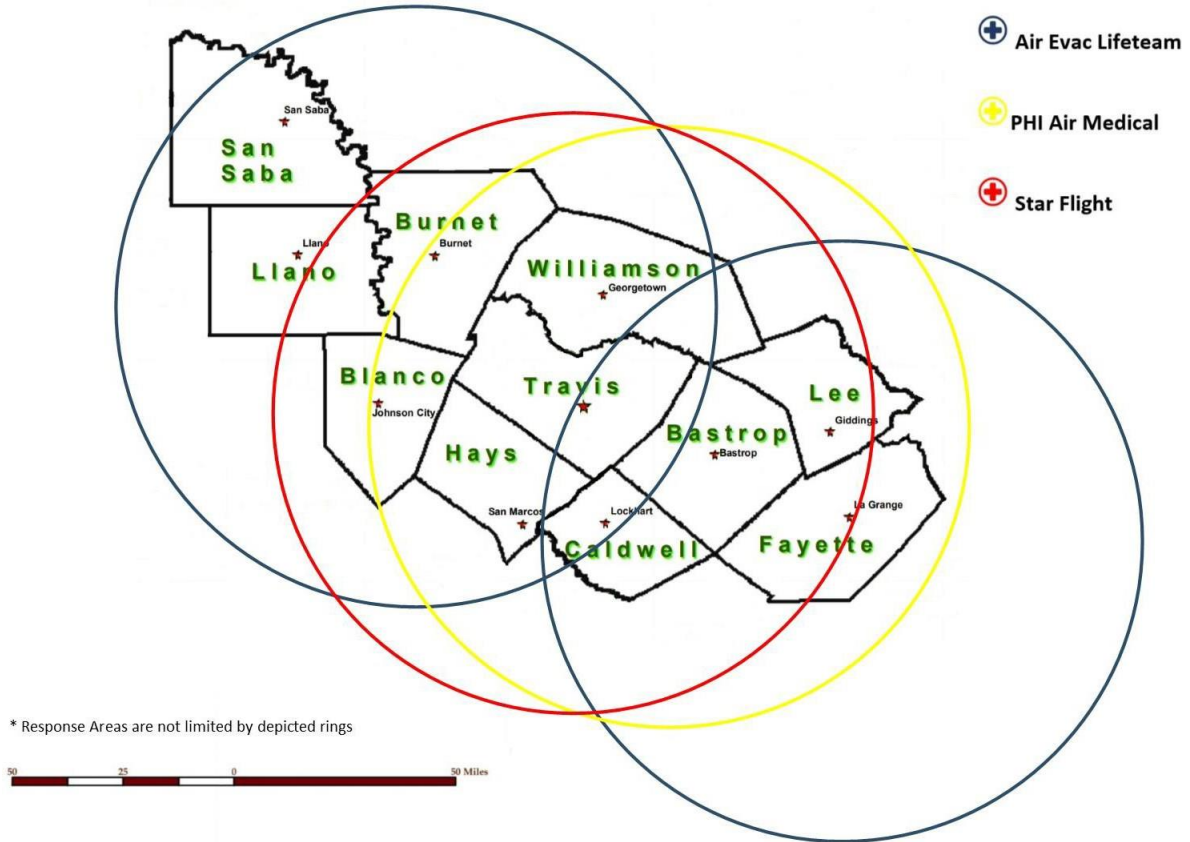 Air Evac Lifeteam
PHI Air Medical
Star Flight
San Saba
San
Saba
Burnet
Burnet
Llano
Llano
Williamson
Georgetown
Blanco
Johnson City
Travis
Lee
Giddings
Bastrop
Bastrop
Hays
San Marcos
Lockhart
Caldwell
La Grange
Fayette
* Response Areas are not limited by depicted rings
50 25 0 50 Miles